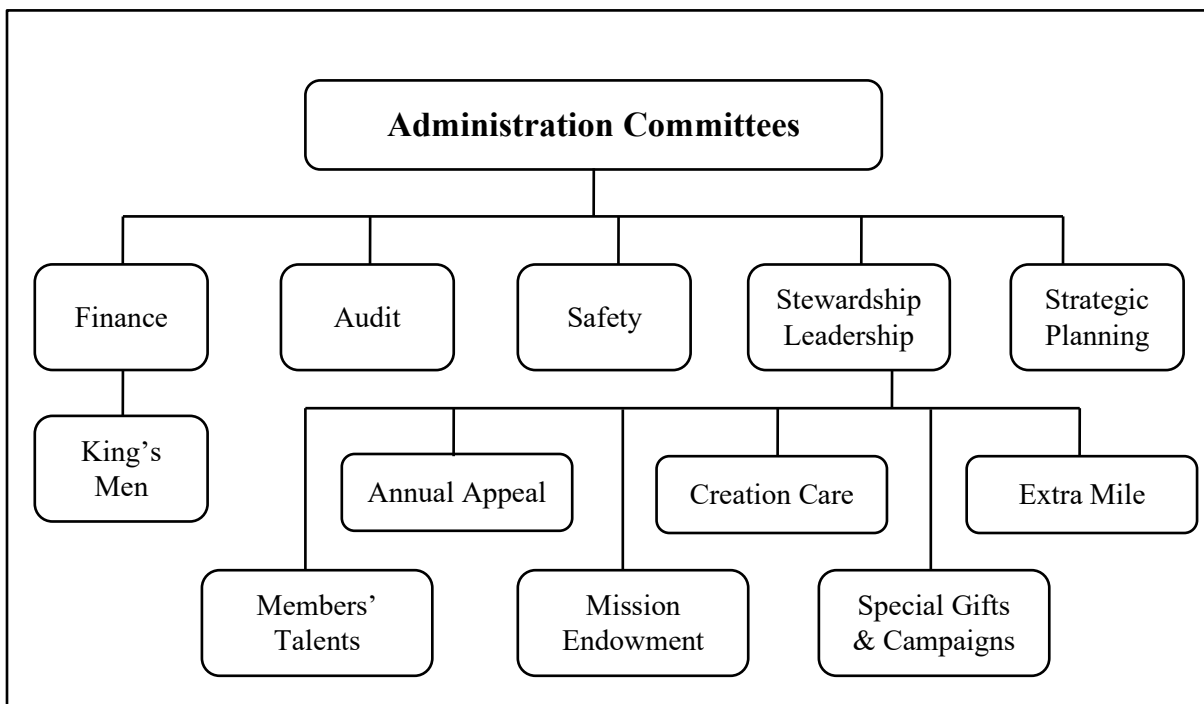 Administration Committees
Finance
Audit
Safety
Stewardship
Leadership
Strategic
Planning
King’s
Men
Annual Appeal
Creation Care
Extra Mile
Members’
Talents
Mission
Endowment
Special Gifts
& Campaigns